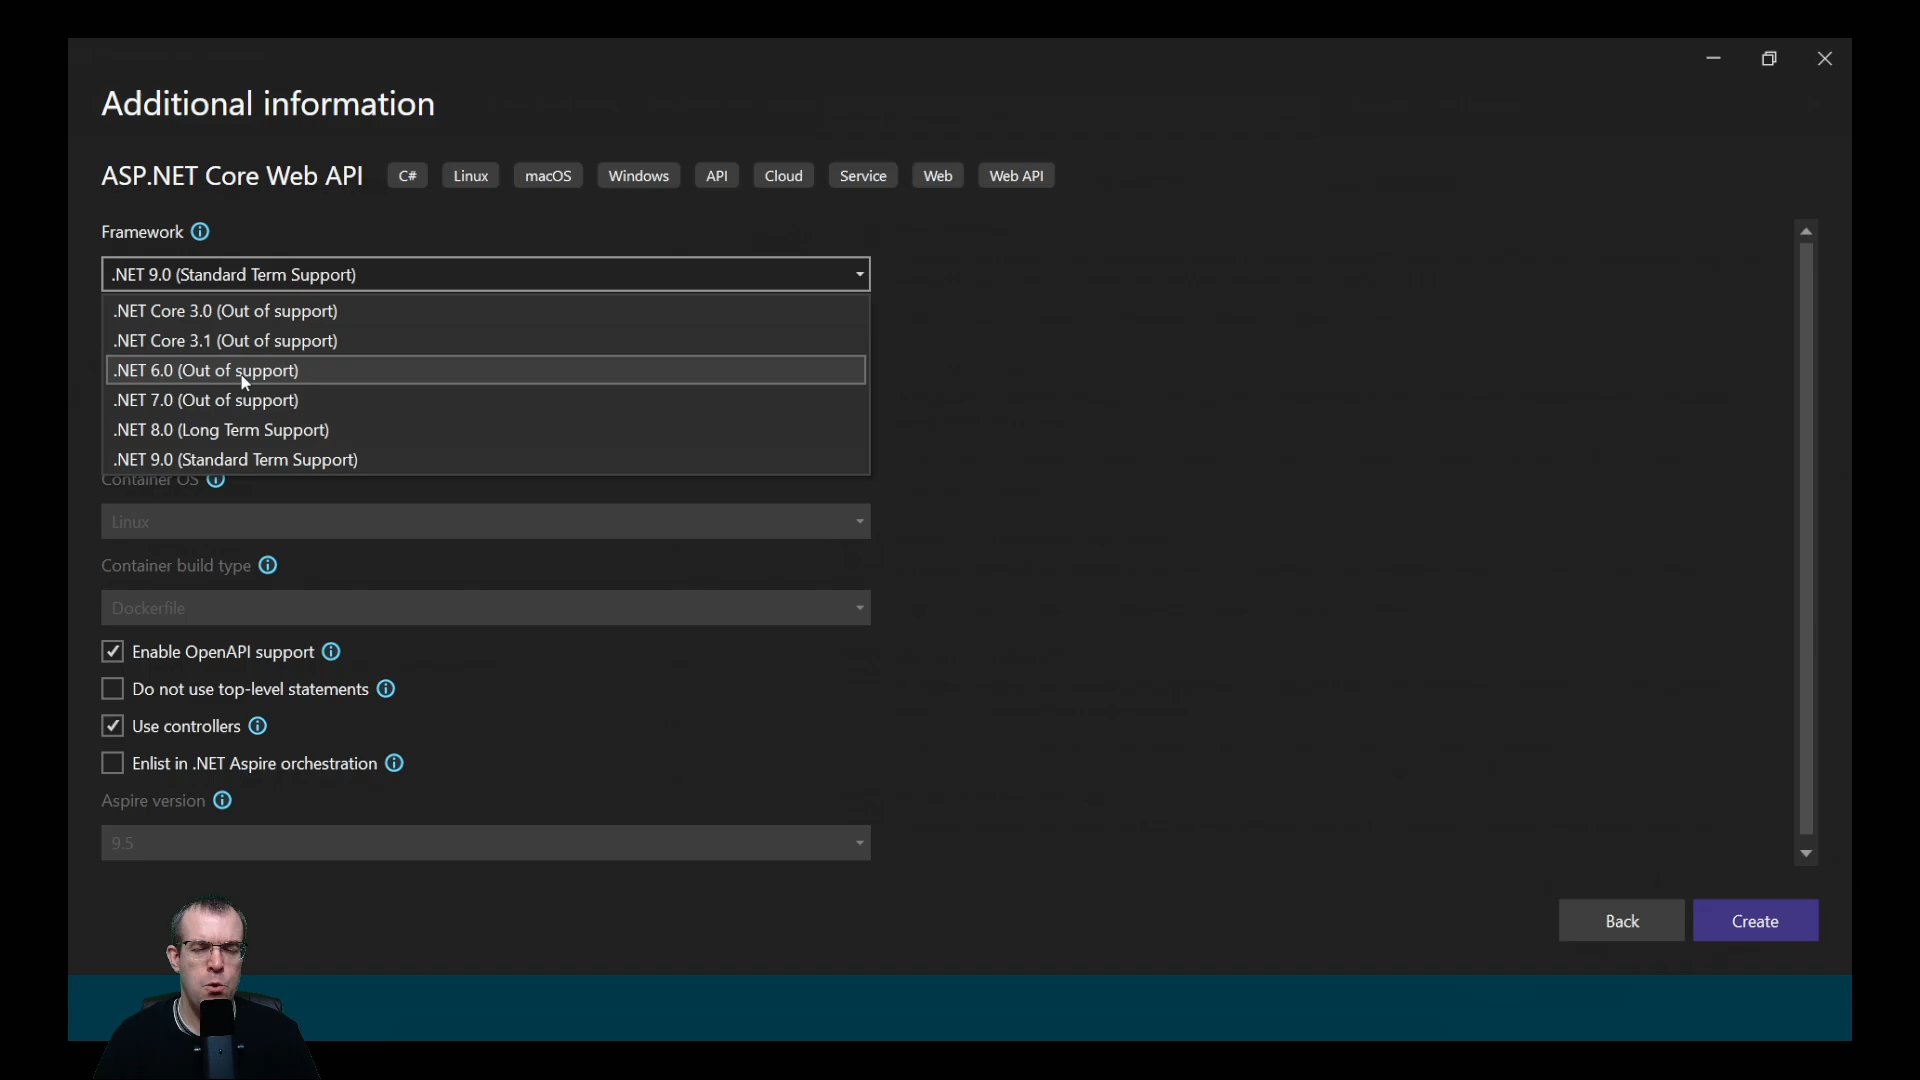 Additional information
ASP.NET Core Web API C# Linux macOS Windows API Cloud Service Web Web API
Framework
.NET 9.0 (Standard Term Support)
.NET Core 3.0 (Out of support)
.NET Core 3.1 (Out of support)
.NET 6.0 (Out of support)
.NET 7.0 (Out of support)
.NET 8.0 (Long Term Support)
.NET 9.0 (Standard Term Support)
Container OS
Linux
Container build type
Dockerfile
Enable OpenAPI support
Do not use top-level statements
Use controllers
Enlist in .NET Aspire orchestration
Aspire version
9.5
Back Create